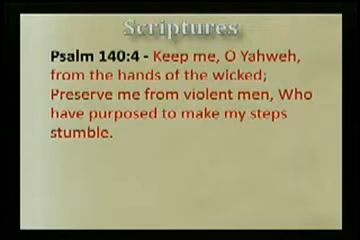 Scriptures
Psalm 140:4 - Keep me, O Yahweh,
from the hands of the wicked;
Preserve me from violent men, Who
have purposed to make my steps
stumble.